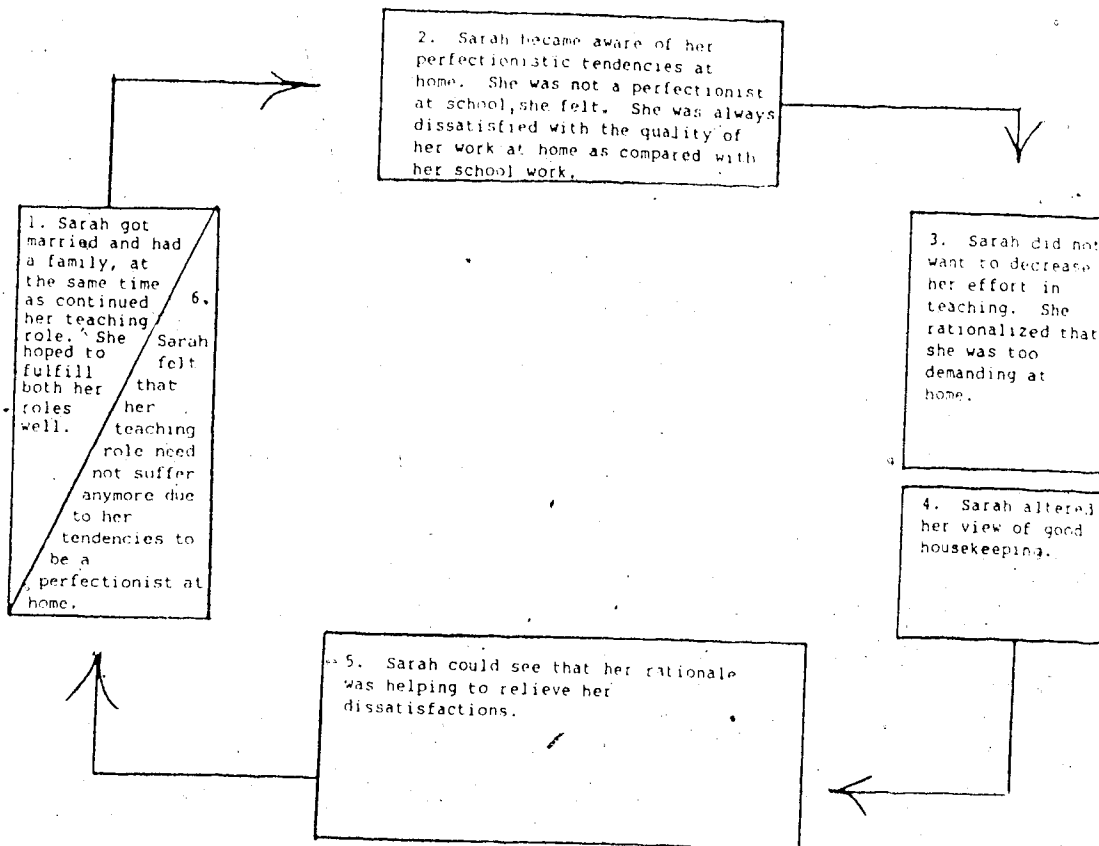 1. Sarah got
married and had
a family, at
the same time
as continued
her teaching
role. She
hoped to
fulfill
both her
roles
well.
2. Sarah became aware of her
perfectionistic tendencies at
home. She was not a perfectionist
at school, she felt. She was always
dissatisfied with the quality of
her work at home as compared with
her school work.
3. Sarah did not
want to decrease
her effort in
teaching. She
rationalized that
she was too
demanding at
home.
4. Sarah altered
her view of good
housekeeping.
5. Sarah could see that her rationale
was helping to relieve her
dissatisfactions.
6.
Sarah
felt
that
her
teaching
role need
not suffer
anymore due
to her
tendencies to
be a
perfectionist at
home.